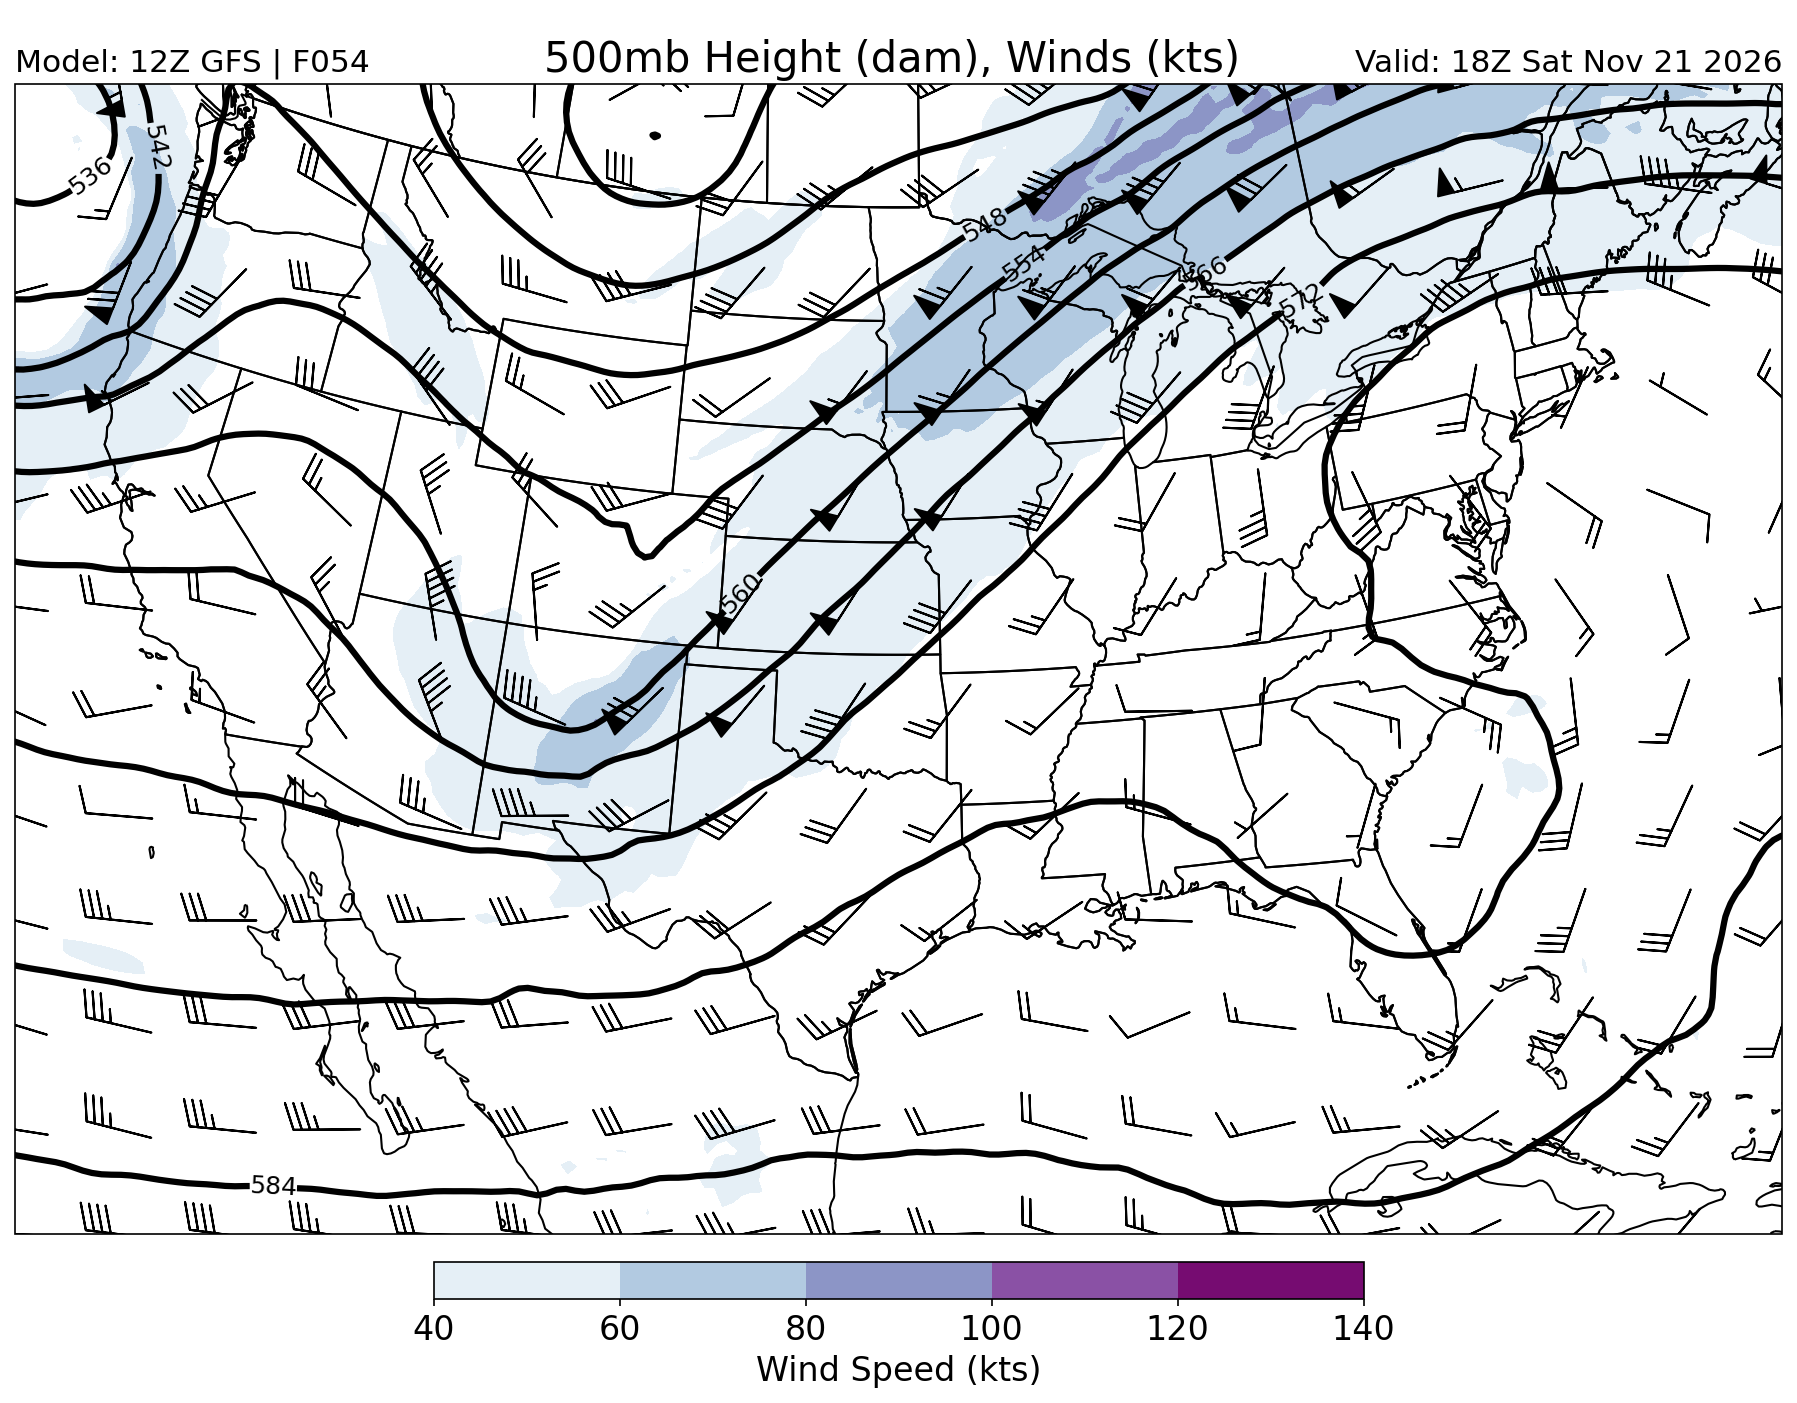 Model: 12Z GFS | F054
500mb Height (dam), Winds (kts)
Valid: 18Z Sat Nov 21 2026
542
536
548
554
566
572
560
584
40 60 80 100 120 140
Wind Speed (kts)